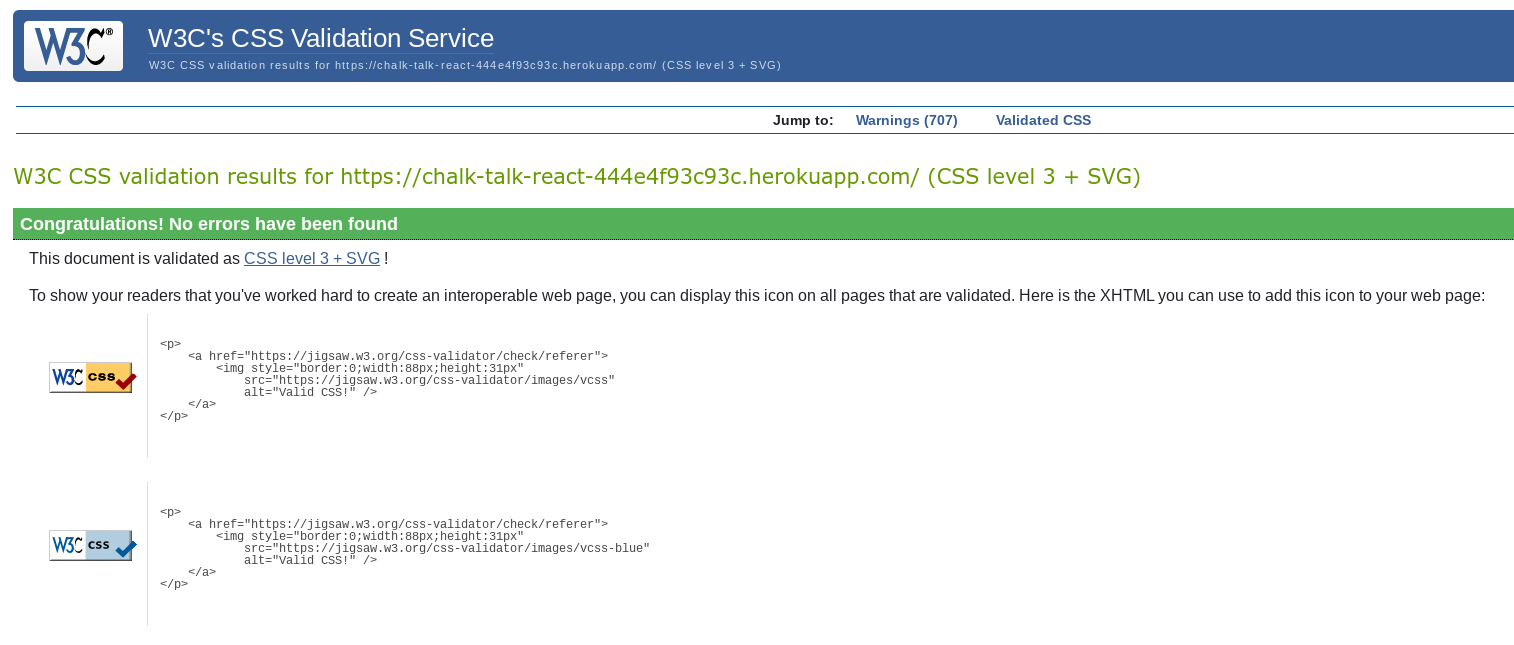 W3C®
W3C's CSS Validation Service
W3C CSS validation results for https://chalk-talk-react-444e4f93c93c.herokuapp.com/ (CSS level 3 + SVG)
Jump to: Warnings (707) Validated CSS
W3C CSS validation results for https://chalk-talk-react-444e4f93c93c.herokuapp.com/ (CSS level 3 + SVG)
Congratulations! No errors have been found
This document is validated as CSS level 3 + SVG !
To show your readers that you've worked hard to create an interoperable web page, you can display this icon on all pages that are validated. Here is the XHTML you can use to add this icon to your web page:
W3C css
<p>
    <a href="https://jigsaw.w3.org/css-validator/check/referer">
        <img style="border:0;width:88px;height:31px"
            src="https://jigsaw.w3.org/css-validator/images/vcss"
            alt="Valid CSS!" />
    </a>
</p>
W3C css
<p>
    <a href="https://jigsaw.w3.org/css-validator/check/referer">
        <img style="border:0;width:88px;height:31px"
            src="https://jigsaw.w3.org/css-validator/images/vcss-blue"
            alt="Valid CSS!" />
    </a>
</p>